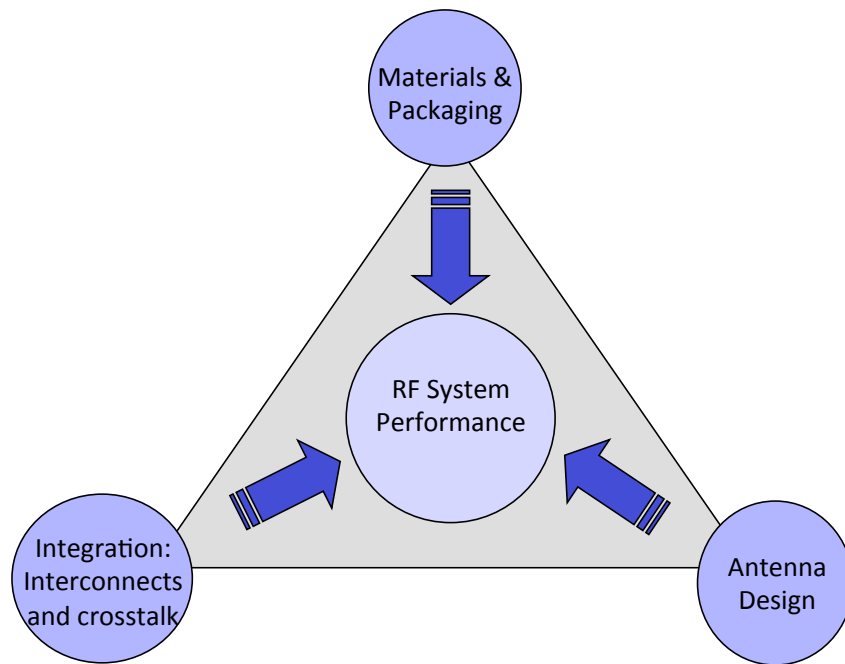 Materials &
Packaging
RF System
Performance
Integration:
Interconnects
and crosstalk
Antenna
Design